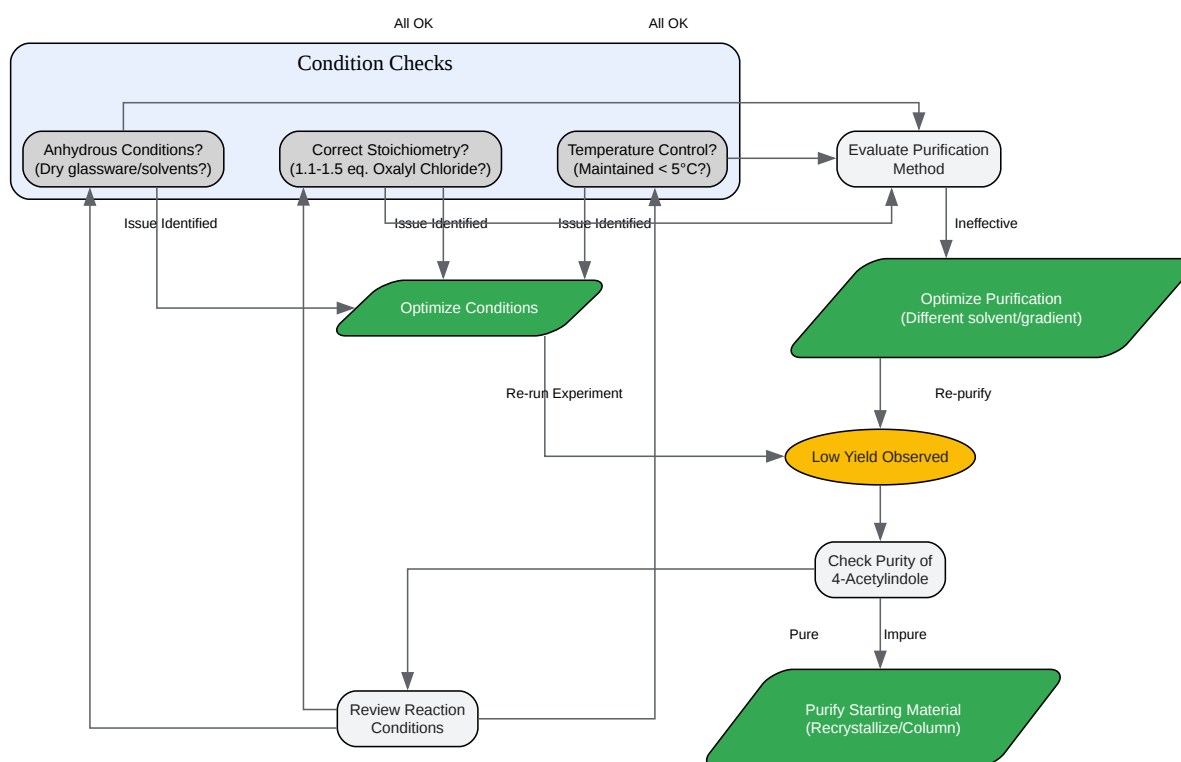 All OK
All OK
Condition Checks
Anhydrous Conditions?
(Dry glassware/solvents?)
Correct Stoichiometry?
(1.1-1.5 eq. Oxalyl Chloride?)
Temperature Control?
(Maintained < 5°C?)
Evaluate Purification
Method
Issue Identified
Issue Identified
Issue Identified
Ineffective
Optimize Conditions
Optimize Purification
(Different solvent/gradient)
Re-run Experiment
Re-purify
Low Yield Observed
Check Purity of
4-Acetylindole
Pure
Impure
Review Reaction
Conditions
Purify Starting Material
(Recrystallize/Column)